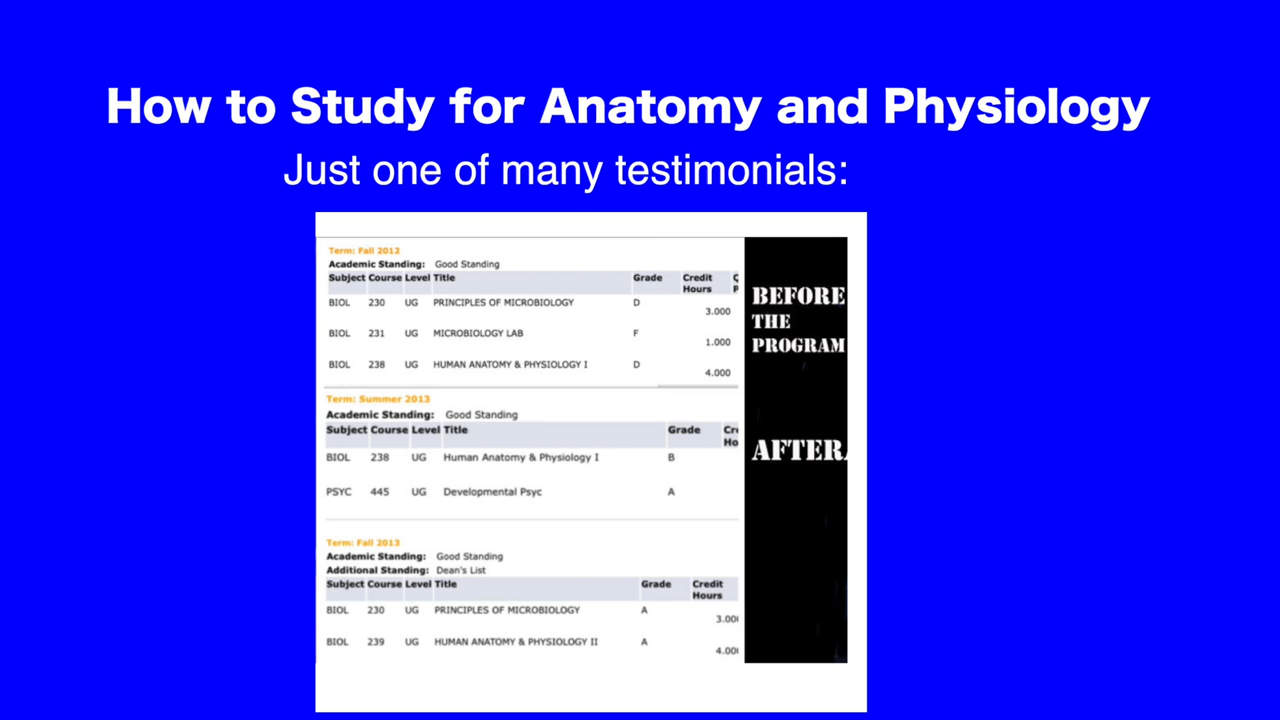 How to Study for Anatomy and Physiology
Just one of many testimonials:
Term: Fall 2012
Academic Standing: Good Standing
Subject Course Level Title Grade Credit Hours
BIOL 230 UG PRINCIPLES OF MICROBIOLOGY D 3.000
BIOL 231 UG MICROBIOLOGY LAB F 1.000
BIOL 238 UG HUMAN ANATOMY & PHYSIOLOGY I D 4.000
BEFORE
THE
PROGRAM
Term: Summer 2013
Academic Standing: Good Standing
Subject Course Level Title Grade
BIOL 238 UG Human Anatomy & Physiology I B
PSYC 445 UG Developmental Psyc A
AFTER
Term: Fall 2013
Academic Standing: Good Standing
Additional Standing: Dean's List
Subject Course Level Title Grade Credit Hours
BIOL 230 UG PRINCIPLES OF MICROBIOLOGY A 3.00
BIOL 239 UG HUMAN ANATOMY & PHYSIOLOGY II A 4.00